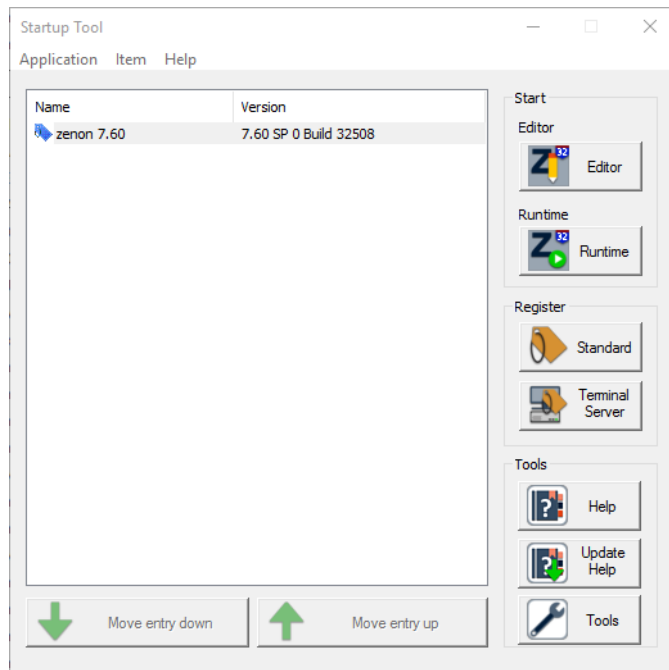 Startup Tool
Application Item Help
Name Version
zenon 7.60 7.60 SP 0 Build 32508
Move entry down Move entry up
Start
Editor
Z 32 Editor
Runtime
Z 32 Runtime
Register
Standard
Terminal
Server
Tools
? Help
? Update
Help
Tools